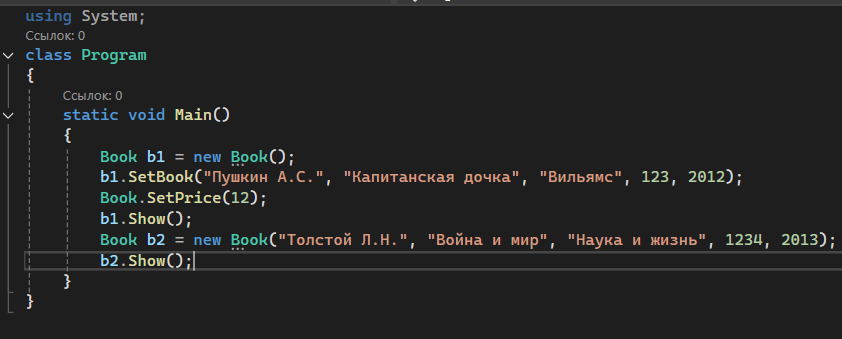 using System;
Ссылок: 0
class Program
{
Ссылок: 0
static void Main()
{
Book b1 = new Book();
b1.SetBook("Пушкин А.С.", "Капитанская дочка", "Вильямс", 123, 2012);
Book.SetPrice(12);
b1.Show();
Book b2 = new Book("Толстой Л.Н.", "Война и мир", "Наука и жизнь", 1234, 2013);
b2.Show();
}
}